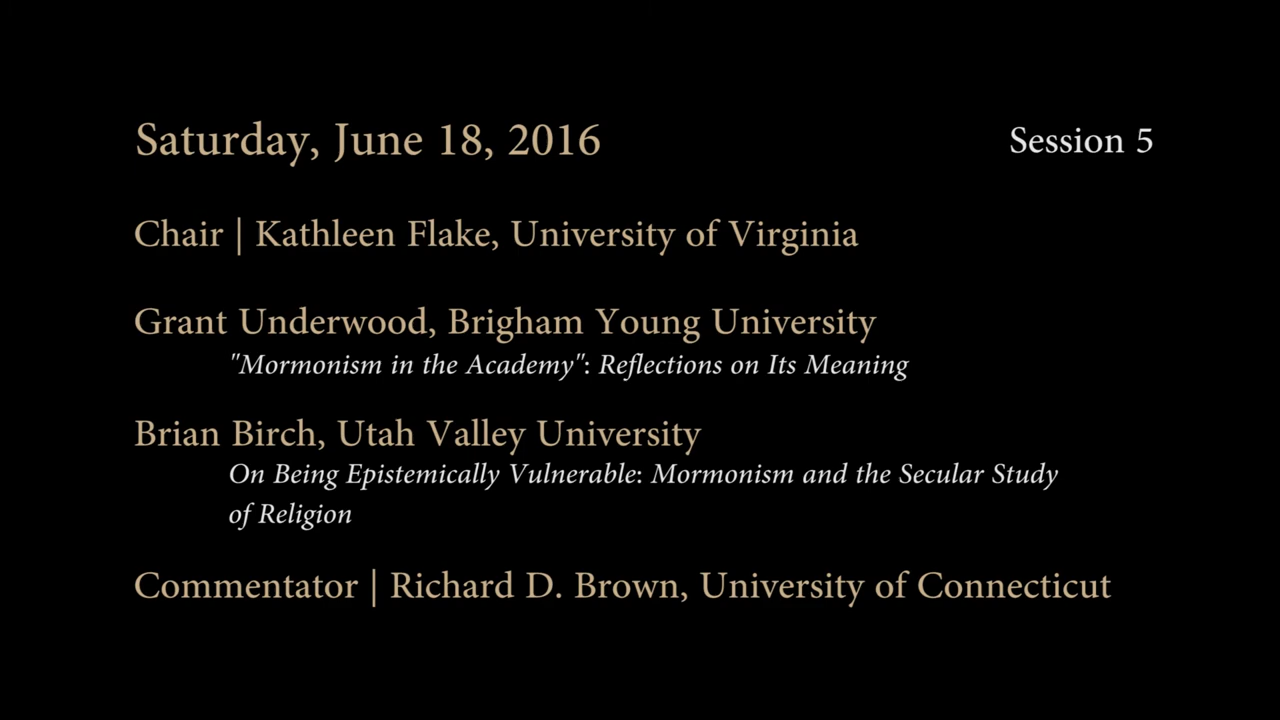 Saturday, June 18, 2016
Session 5
Chair | Kathleen Flake, University of Virginia
Grant Underwood, Brigham Young University
"Mormonism in the Academy": Reflections on Its Meaning
Brian Birch, Utah Valley University
On Being Epistemically Vulnerable: Mormonism and the Secular Study
of Religion
Commentator | Richard D. Brown, University of Connecticut